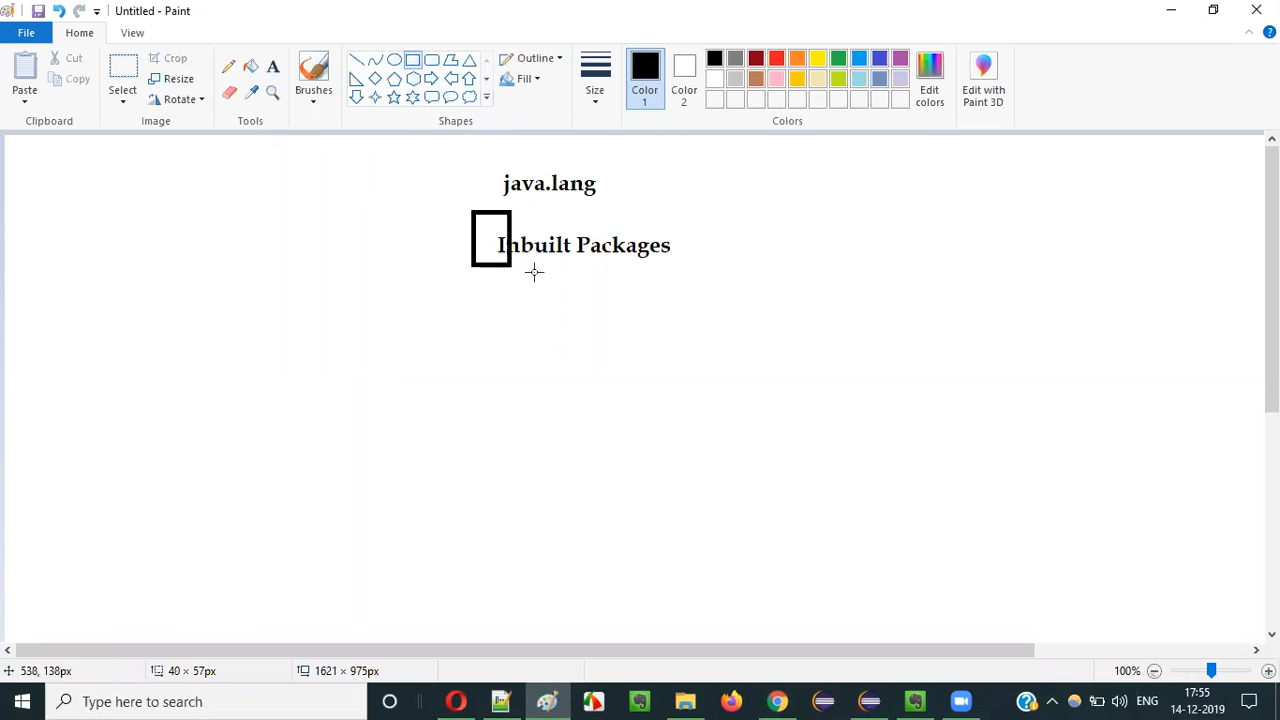 Untitled - Paint
File
Home
View
Paste
Cut
Copy
Clipboard
Select
Crop
Resize
Rotate
Image
A
Tools
Brushes
Shapes
Outline
Fill
Size
Color 1
Color 2
Edit colors
Colors
Edit with Paint 3D
java.lang
Inbuilt Packages
538, 138px
40 × 57px
1621 × 975px
100%
Type here to search
ENG
17:55
14-12-2019